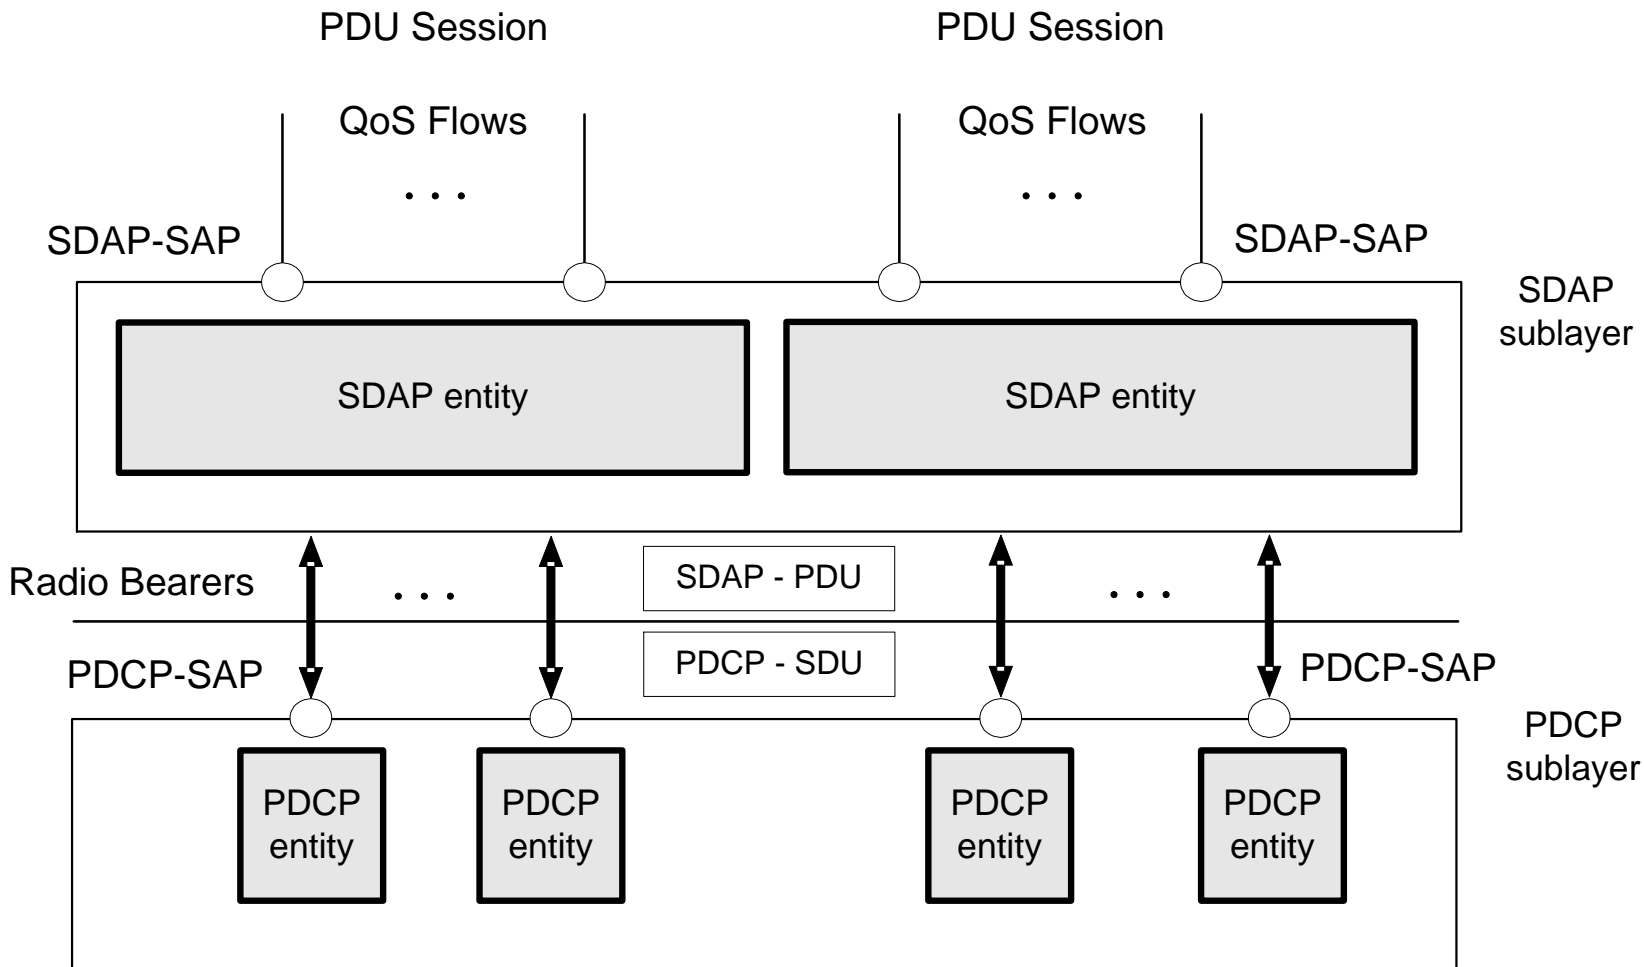 PDU Session
PDU Session
QoS Flows
QoS Flows
. . .
. . .
SDAP-SAP
SDAP-SAP
SDAP
sublayer
SDAP entity
SDAP entity
Radio Bearers
. . .
SDAP - PDU
. . .
PDCP-SAP
PDCP - SDU
PDCP-SAP
PDCP
sublayer
PDCP
entity
PDCP
entity
PDCP
entity
PDCP
entity